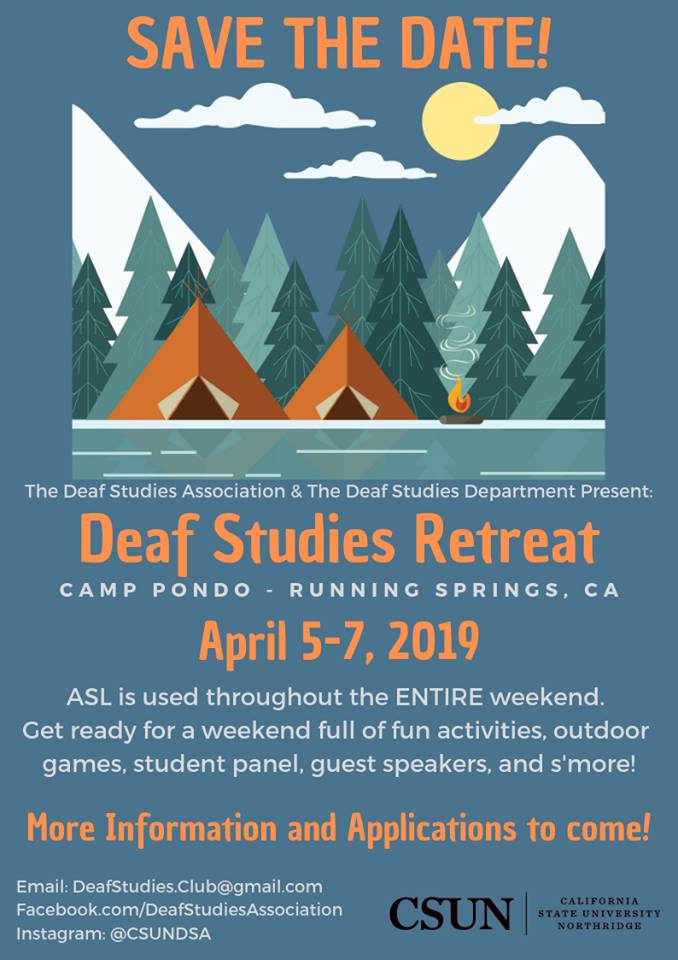 SAVE THE DATE!
The Deaf Studies Association & The Deaf Studies Department Present:
Deaf Studies Retreat
CAMP PONDO - RUNNING SPRINGS, CA
April 5-7, 2019
ASL is used throughout the ENTIRE weekend.
Get ready for a weekend full of fun activities, outdoor
games, student panel, guest speakers, and s'more!
More Information and Applications to come!
Email: DeafStudies.Club@gmail.com
Facebook.com/DeafStudiesAssociation
Instagram: @CSUNDSA
CSUN
CALIFORNIA
STATE UNIVERSITY
NORTHRIDGE